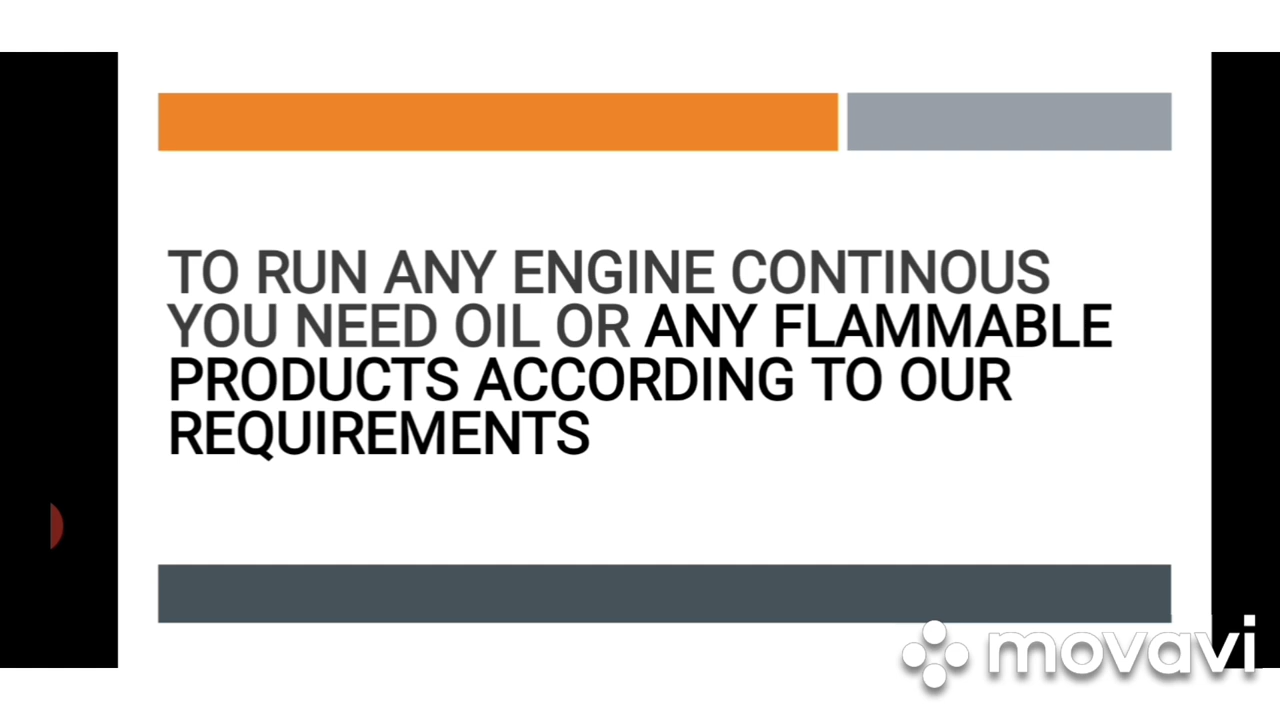 TO RUN ANY ENGINE CONTINOUS
YOU NEED OIL OR ANY FLAMMABLE
PRODUCTS ACCORDING TO OUR
REQUIREMENTS
movavi